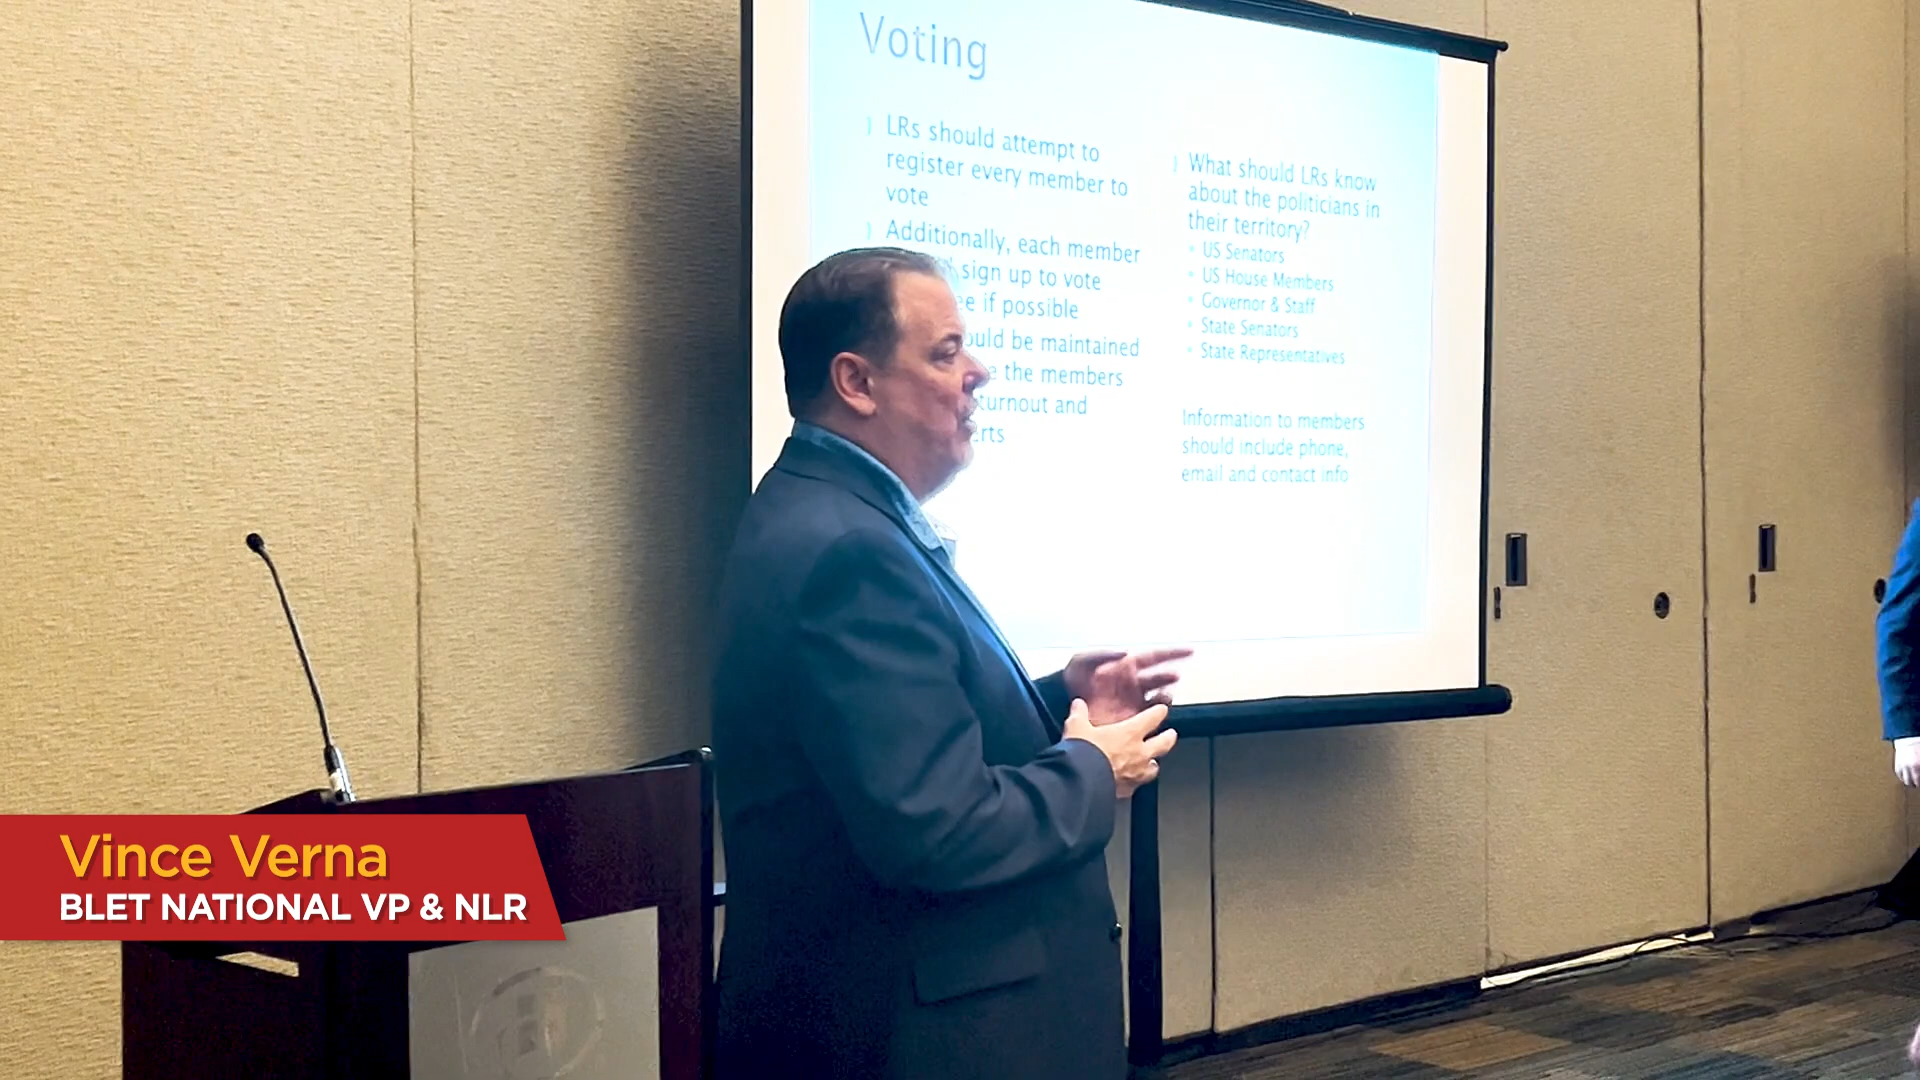 Voting
LRs should attempt to
register every member to
vote
Additionally, each member
sign up to vote
if possible
be maintained
the members
turnout and
What should LRs know
about the politicians in
their territory?
US Senators
US House Members
Governor & Staff
State Senators
State Representatives
Information to members
should include phone,
email and contact info
Vince Verna
BLET NATIONAL VP & NLR